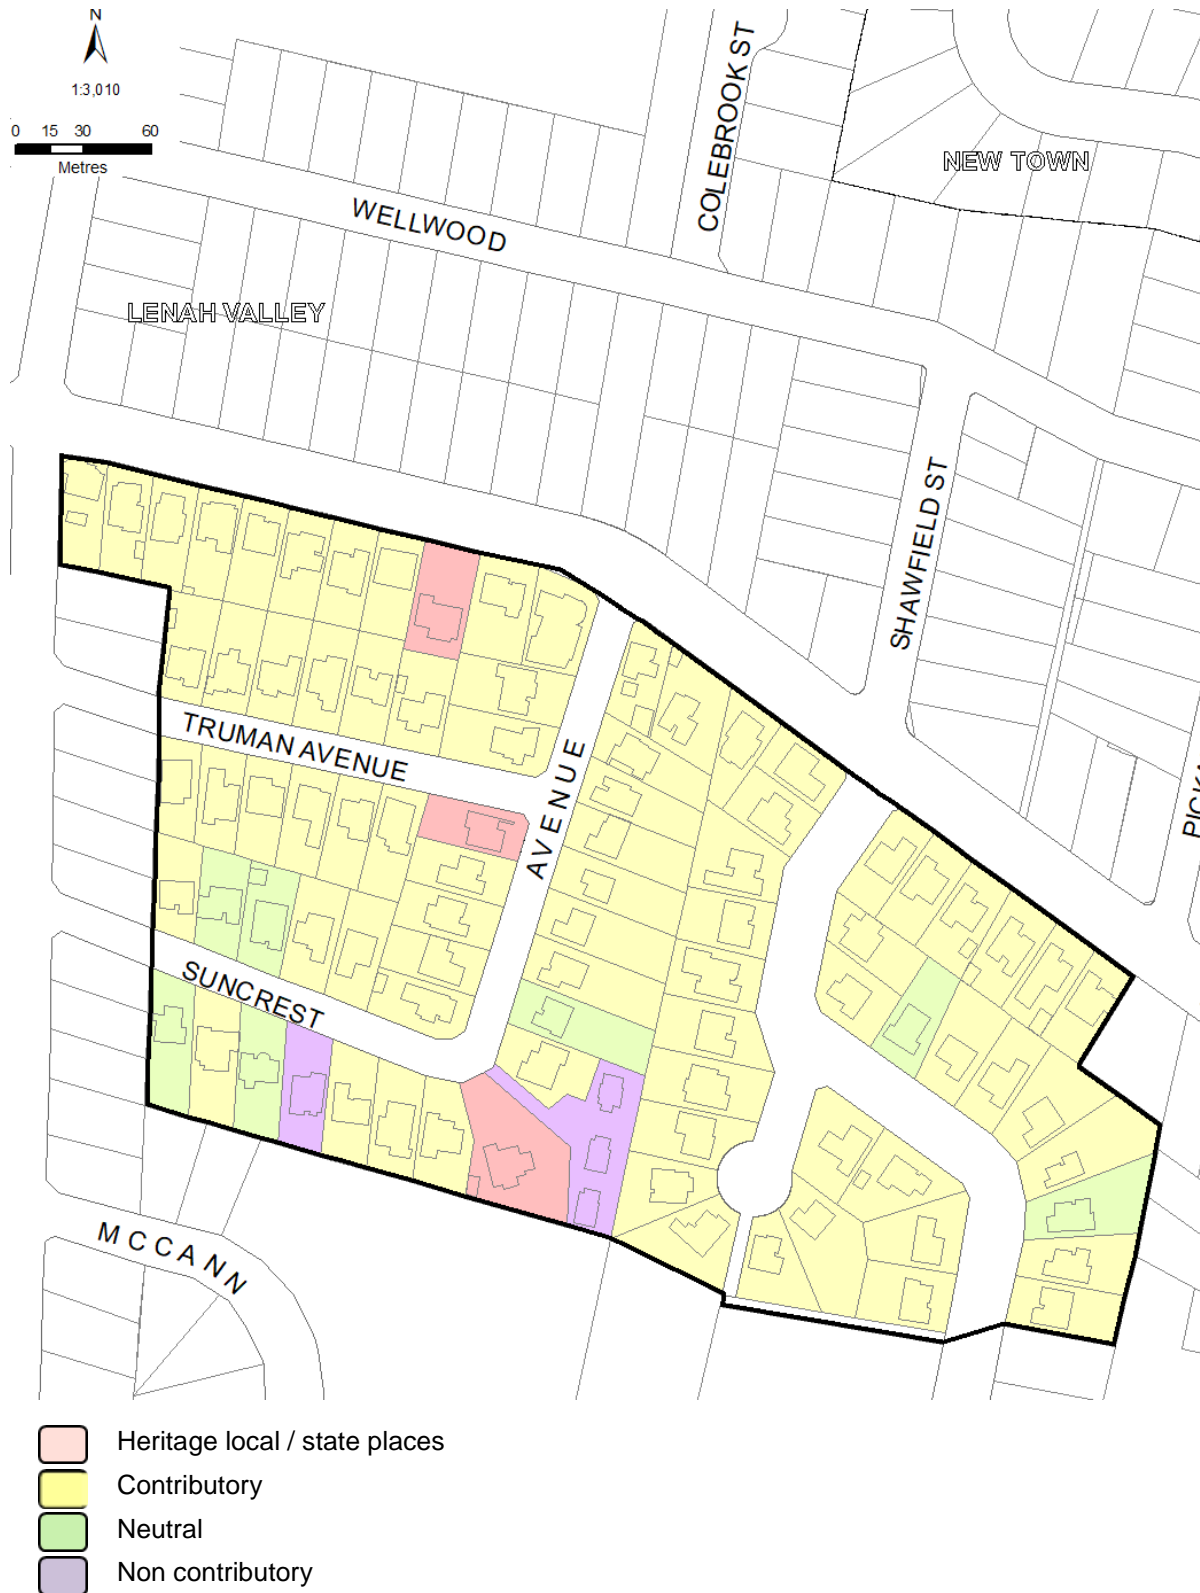 N
1:3,010
0 15 30 60
Metres
COLEBROOK ST
NEW TOWN
WELLWOOD
LENAH VALLEY
SHAWFIELD ST
TRUMAN AVENUE
AVENUE
SUNCREST
MCCANN
Heritage local / state places
Contributory
Neutral
Non contributory